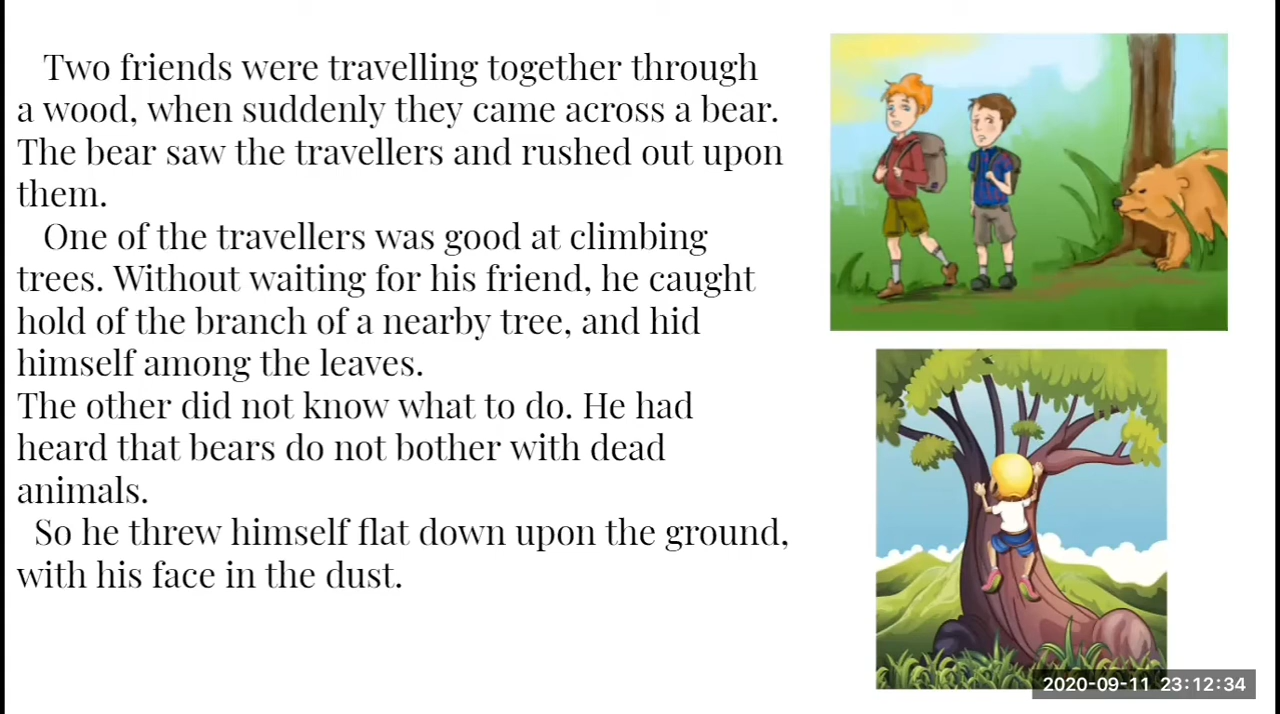 Two friends were travelling together through
a wood, when suddenly they came across a bear.
The bear saw the travellers and rushed out upon
them.
One of the travellers was good at climbing
trees. Without waiting for his friend, he caught
hold of the branch of a nearby tree, and hid
himself among the leaves.
The other did not know what to do. He had
heard that bears do not bother with dead
animals.
So he threw himself flat down upon the ground,
with his face in the dust.
2020-09-11 23:12:34